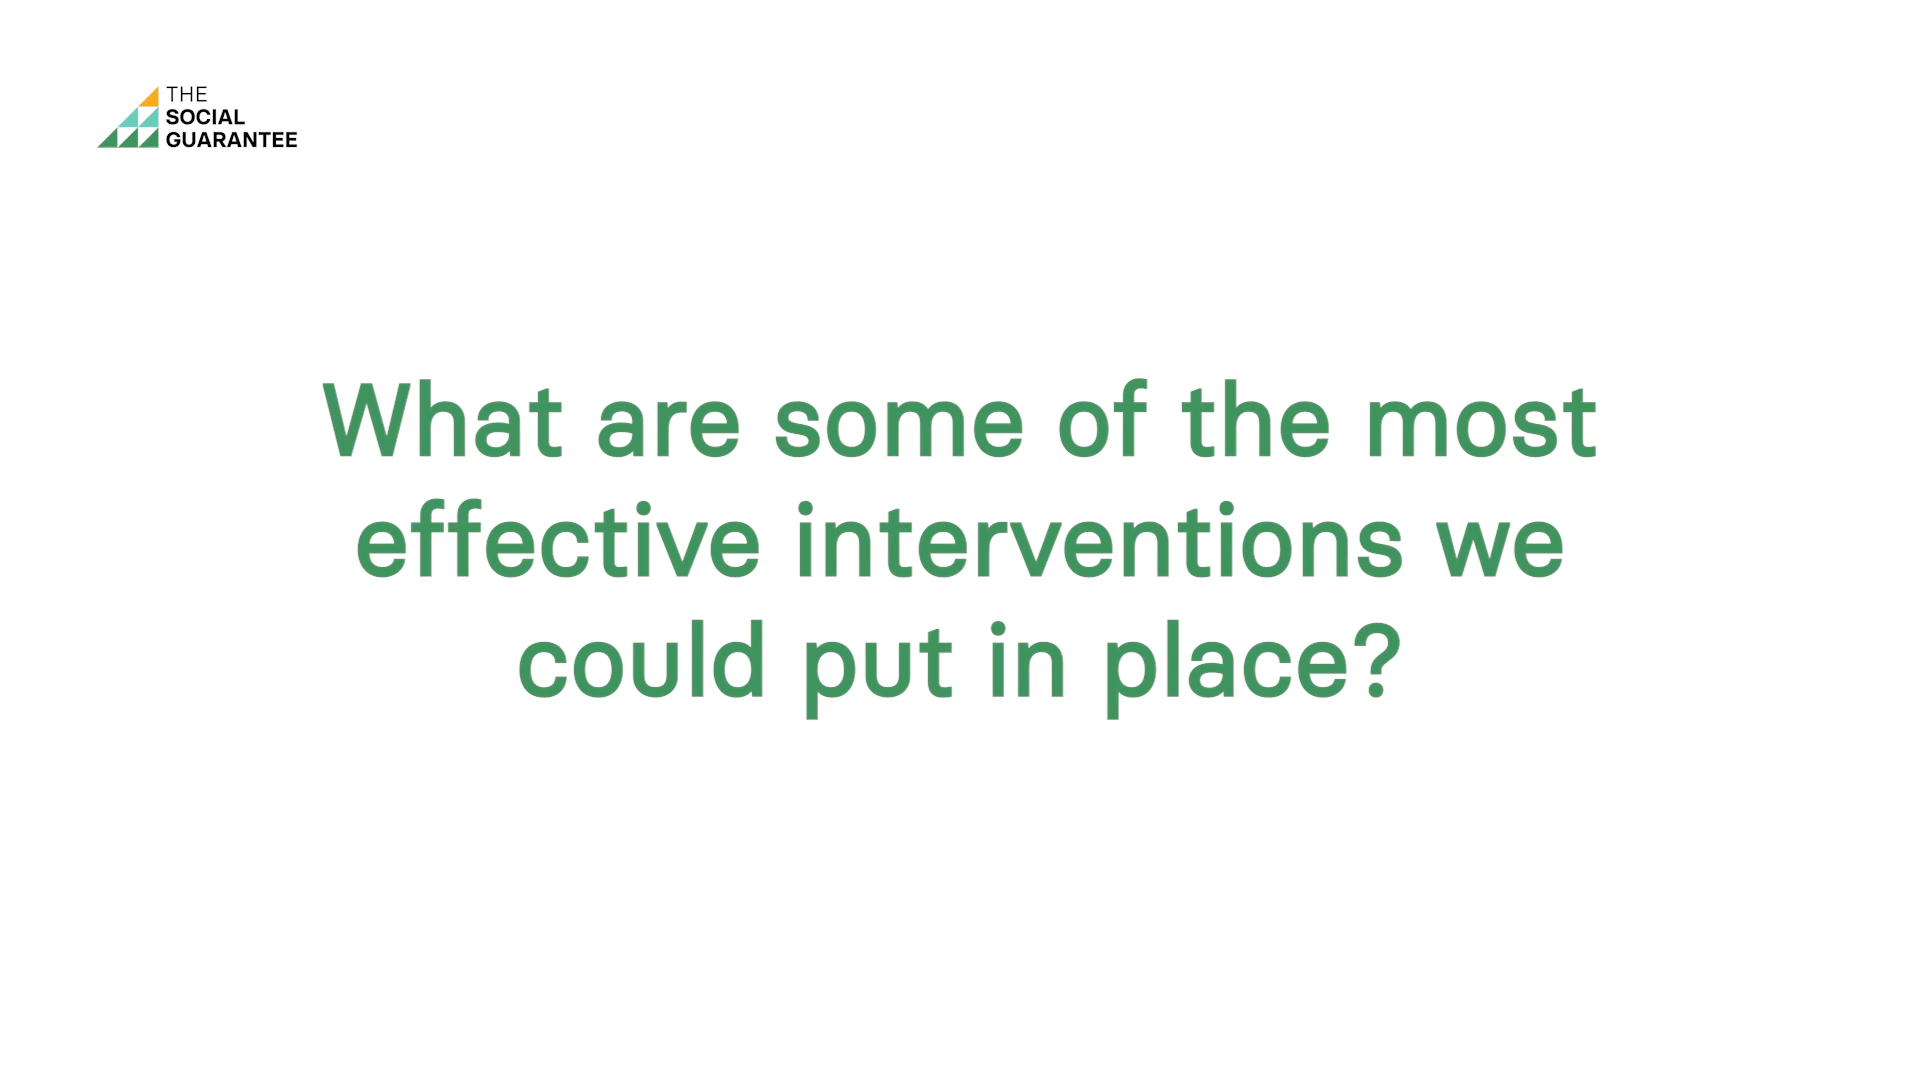 THE
SOCIAL
GUARANTEE
What are some of the most
effective interventions we
could put in place?